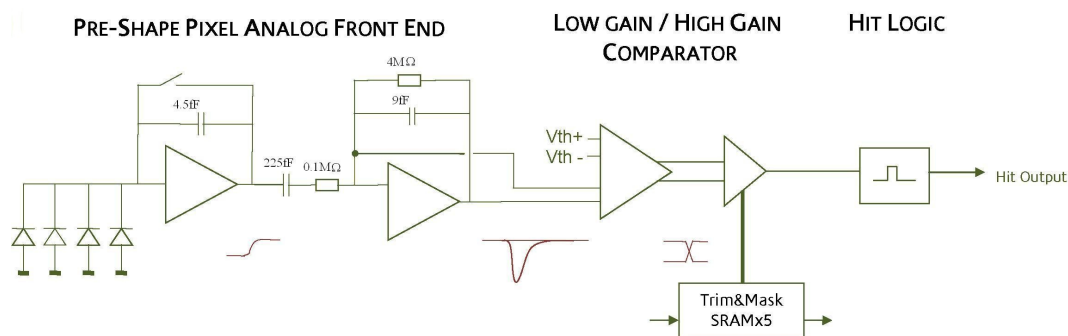 PRE-SHAPE PIXEL ANALOG FRONT END
LOW GAIN / HIGH GAIN
COMPARATOR
HIT LOGIC
4.5fF
4MΩ
9fF
225fF
0.1MΩ
Vth+
Vth -
Hit Output
Trim&Mask
SRAMx5